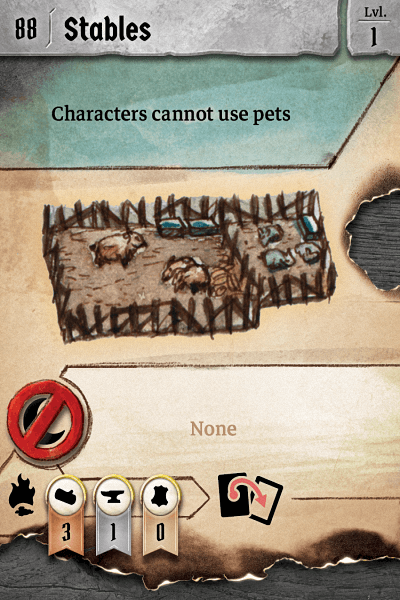 88 Stables
Lvl.
1
Characters cannot use pets
None
3 1 0